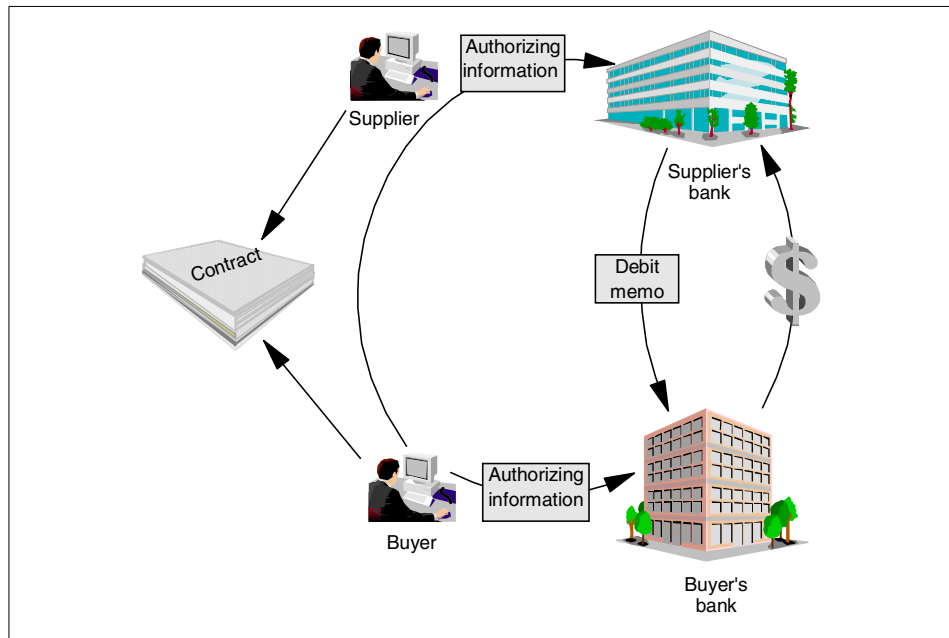 Authorizing
information
Supplier
Supplier's
bank
Contract
Debit
memo
$
Authorizing
information
Buyer
Buyer's
bank